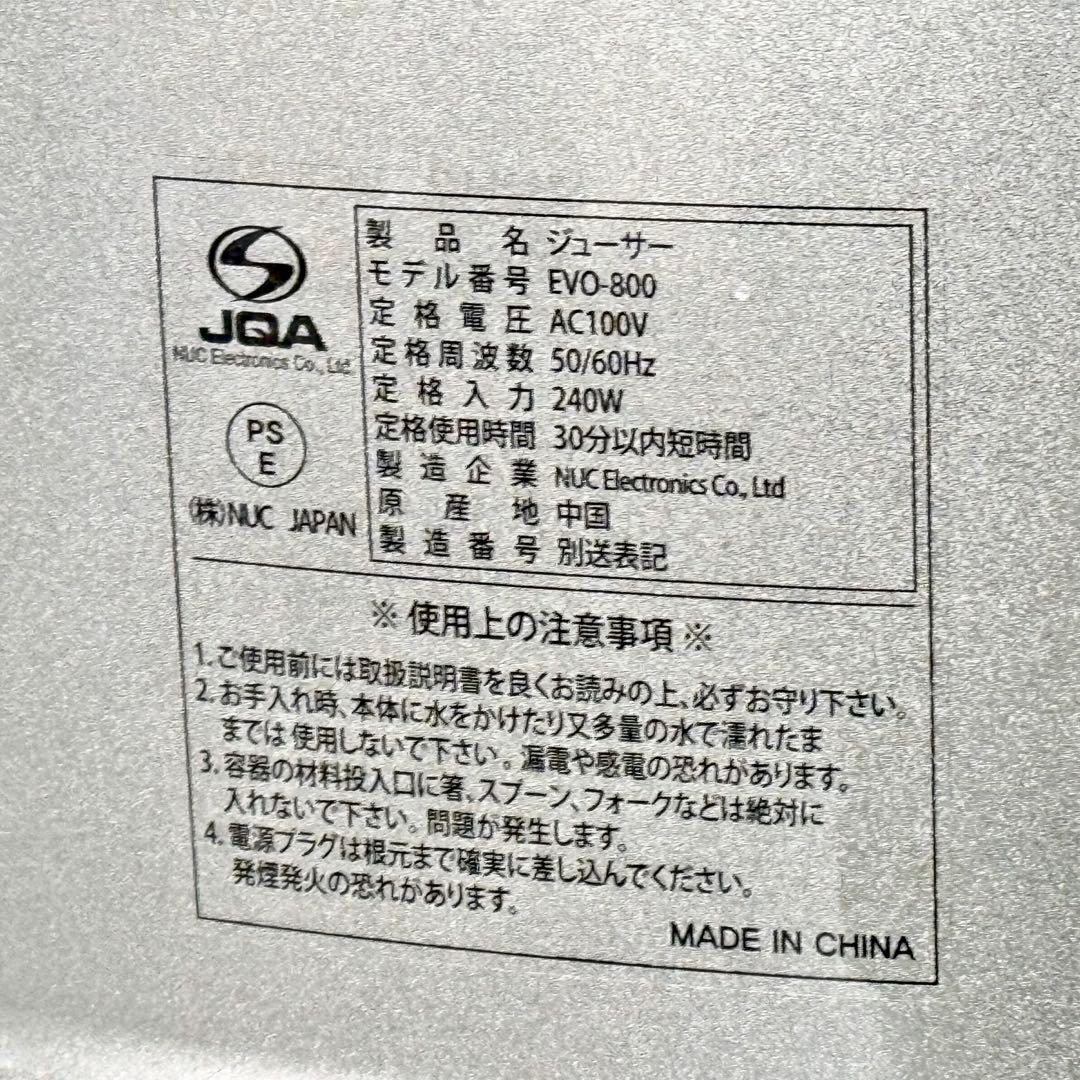 JQA
NUC Electronics Co., Ltd
PS
E
(株)NUC JAPAN
製品名 ジューサー
モデル番号 EVO-800
定格電圧 AC100V
定格周波数 50/60Hz
定格入力 240W
定格使用時間 30分以内短時間
製造企業 NUC Electronics Co., Ltd
原産地 中国
製造番号 別送表記
※ 使用上の注意事項 ※
1. ご使用前には取扱説明書を良くお読みの上、必ずお守り下さい。
2. お手入れ時、本体に水をかけたり又多量の水で濡れたま
までは 使用しないで下さい。漏電や感電の恐れがあります。
3. 容器の材料投入口に箸、スプーン、フォークなどは絶対に
入れないで下さい。問題が発生します。
4. 電源プラグは根元まで確実に差し込んでください。
発煙発火の恐れがあります。
MADE IN CHINA